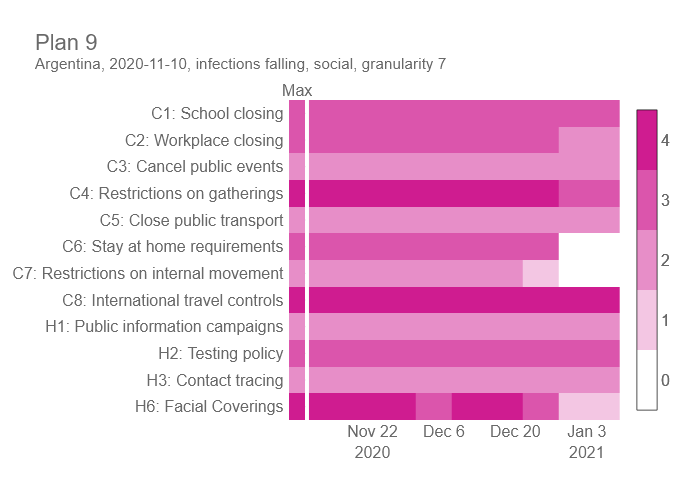 Plan 9
Argentina, 2020-11-10, infections falling, social, granularity 7
Max
C1: School closing
C2: Workplace closing
C3: Cancel public events
C4: Restrictions on gatherings
C5: Close public transport
C6: Stay at home requirements
C7: Restrictions on internal movement
C8: International travel controls
H1: Public information campaigns
H2: Testing policy
H3: Contact tracing
H6: Facial Coverings
Nov 22 Dec 6 Dec 20 Jan 3
2020 2021
4
3
2
1
0